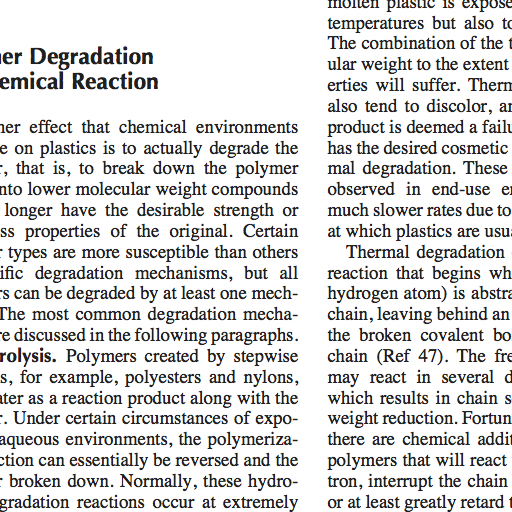 er Degradation
emical Reaction
er effect that chemical environments
e on plastics is to actually degrade the
, that is, to break down the polymer
nto lower molecular weight compounds
longer have the desirable strength or
ss properties of the original. Certain
types are more susceptible than others
ific degradation mechanisms, but all
rs can be degraded by at least one mech-
The most common degradation mecha-
re discussed in the following paragraphs.
rolysis. Polymers created by stepwise
s, for example, polyesters and nylons,
ater as a reaction product along with the
r. Under certain circumstances of expo-
aqueous environments, the polymeriza-
ction can essentially be reversed and the
r broken down. Normally, these hydro-
gradation reactions occur at extremely
molten plastic is expose
temperatures but also to
The combination of the t
ular weight to the extent
erties will suffer. Therm
also tend to discolor, an
product is deemed a failu
has the desired cosmetic
mal degradation. These
observed in end-use en
much slower rates due to
at which plastics are usu
Thermal degradation
reaction that begins wh
hydrogen atom) is abstra
chain, leaving behind an
the broken covalent bo
chain (Ref 47). The fre
may react in several d
which results in chain s
weight reduction. Fortun
there are chemical addit
polymers that will react
tron, interrupt the chain
or at least greatly retard t